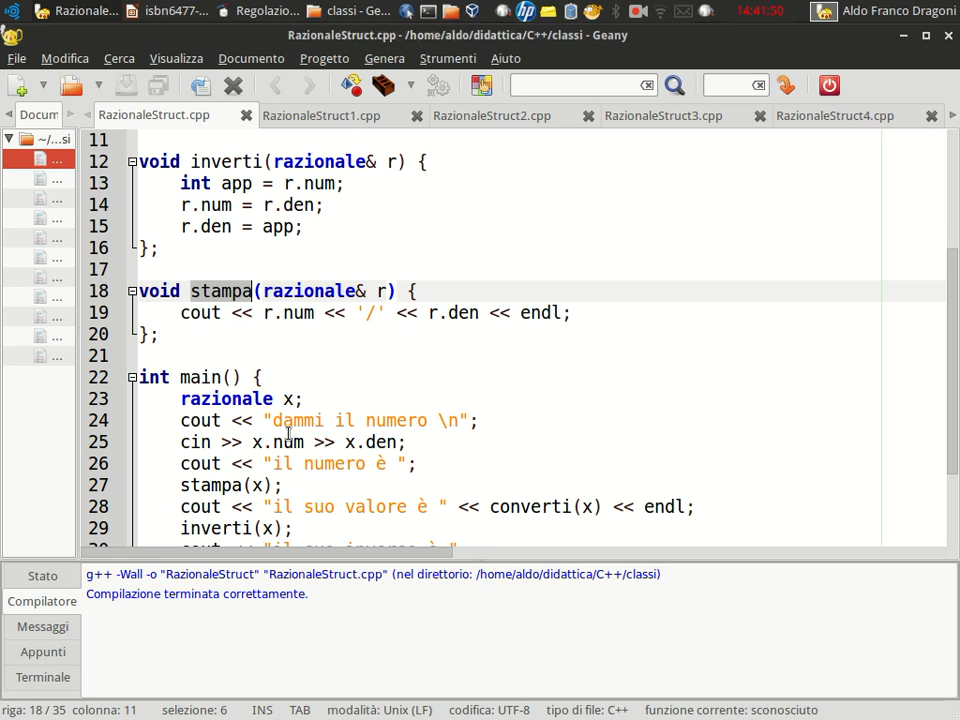 Razionale...
isbn6477-...
Regolazio...
classi - Ge...
14:41:50
Aldo Franco Dragoni
RazionaleStruct.cpp - /home/aldo/didattica/C++/classi - Geany
File Modifica Cerca Visualizza Documento Progetto Genera Strumenti Aiuto
Docum
RazionaleStruct.cpp
RazionaleStruct1.cpp
RazionaleStruct2.cpp
RazionaleStruct3.cpp
RazionaleStruct4.cpp
~/...si
...
...
...
...
...
...
...
...
...
...
...
11
12 void inverti(razionale& r) {
13 int app = r.num;
14 r.num = r.den;
15 r.den = app;
16 };
17
18 void stampa(razionale& r) {
19 cout << r.num << '/' << r.den << endl;
20 };
21
22 int main() {
23 razionale x;
24 cout << "dammi il numero \n";
25 cin >> x.num >> x.den;
26 cout << "il numero è ";
27 stampa(x);
28 cout << "il suo valore è " << converti(x) << endl;
29 inverti(x);
Stato
Compilatore
Messaggi
Appunti
Terminale
g++ -Wall -o "RazionaleStruct" "RazionaleStruct.cpp" (nel direttorio: /home/aldo/didattica/C++/classi)
Compilazione terminata correttamente.
riga: 18 / 35 colonna: 11 selezione: 6 INS TAB modalità: Unix (LF) codifica: UTF-8 tipo di file: C++ funzione corrente: sconosciuto